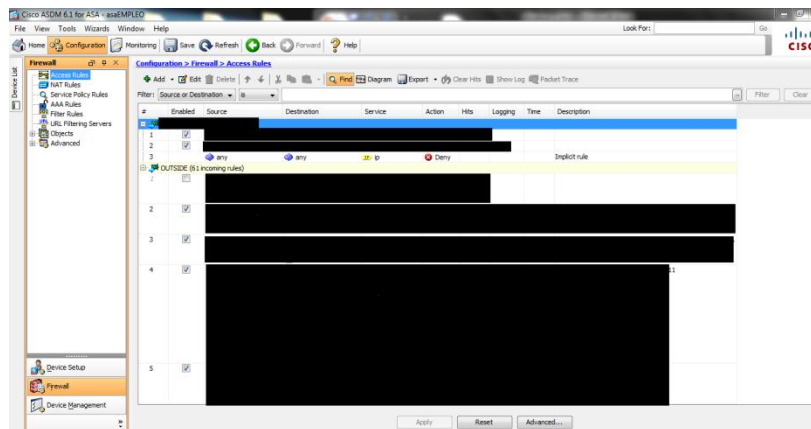 Cisco ASDM 6.1 for ASA - asaEMPLEO
File View Tools Wizards Window Help Look For: Go
Home Configuration Monitoring Save Refresh Back Forward Help
CISC
Device List
Firewall
Access Rules
NAT Rules
Service Policy Rules
AAA Rules
Filter Rules
URL Filtering Servers
Objects
Advanced
Device Setup
Firewall
Device Management
Configuration > Firewall > Access Rules
Add Edit Delete Find Diagram Export Clear Hits Show Log Packet Trace
Filter: Source or Destination is Filter Clear
# Enabled Source Destination Service Action Hits Logging Time Description
1
2
3 any any ip Deny Implicit rule
OUTSIDE (61 incoming rules)
2
3
4 11
5
Apply Reset Advanced...